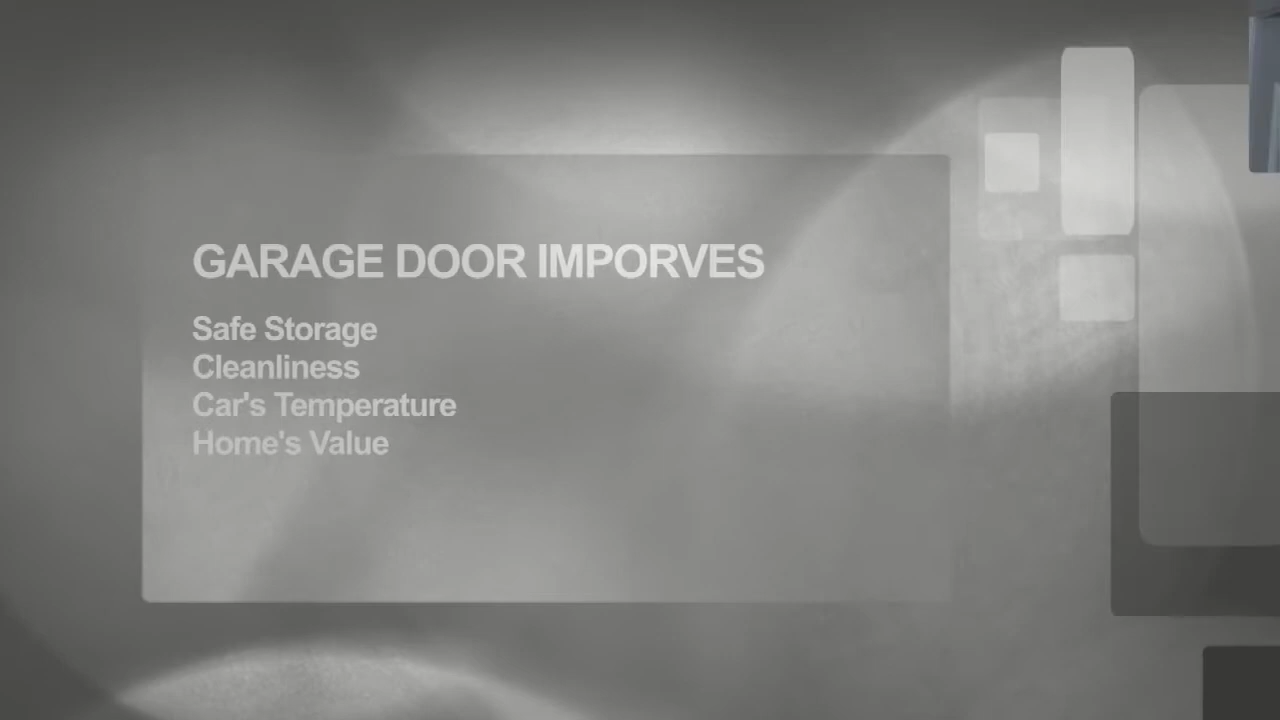 GARAGE DOOR IMPORVES
Safe Storage
Cleanliness
Car's Temperature
Home's Value